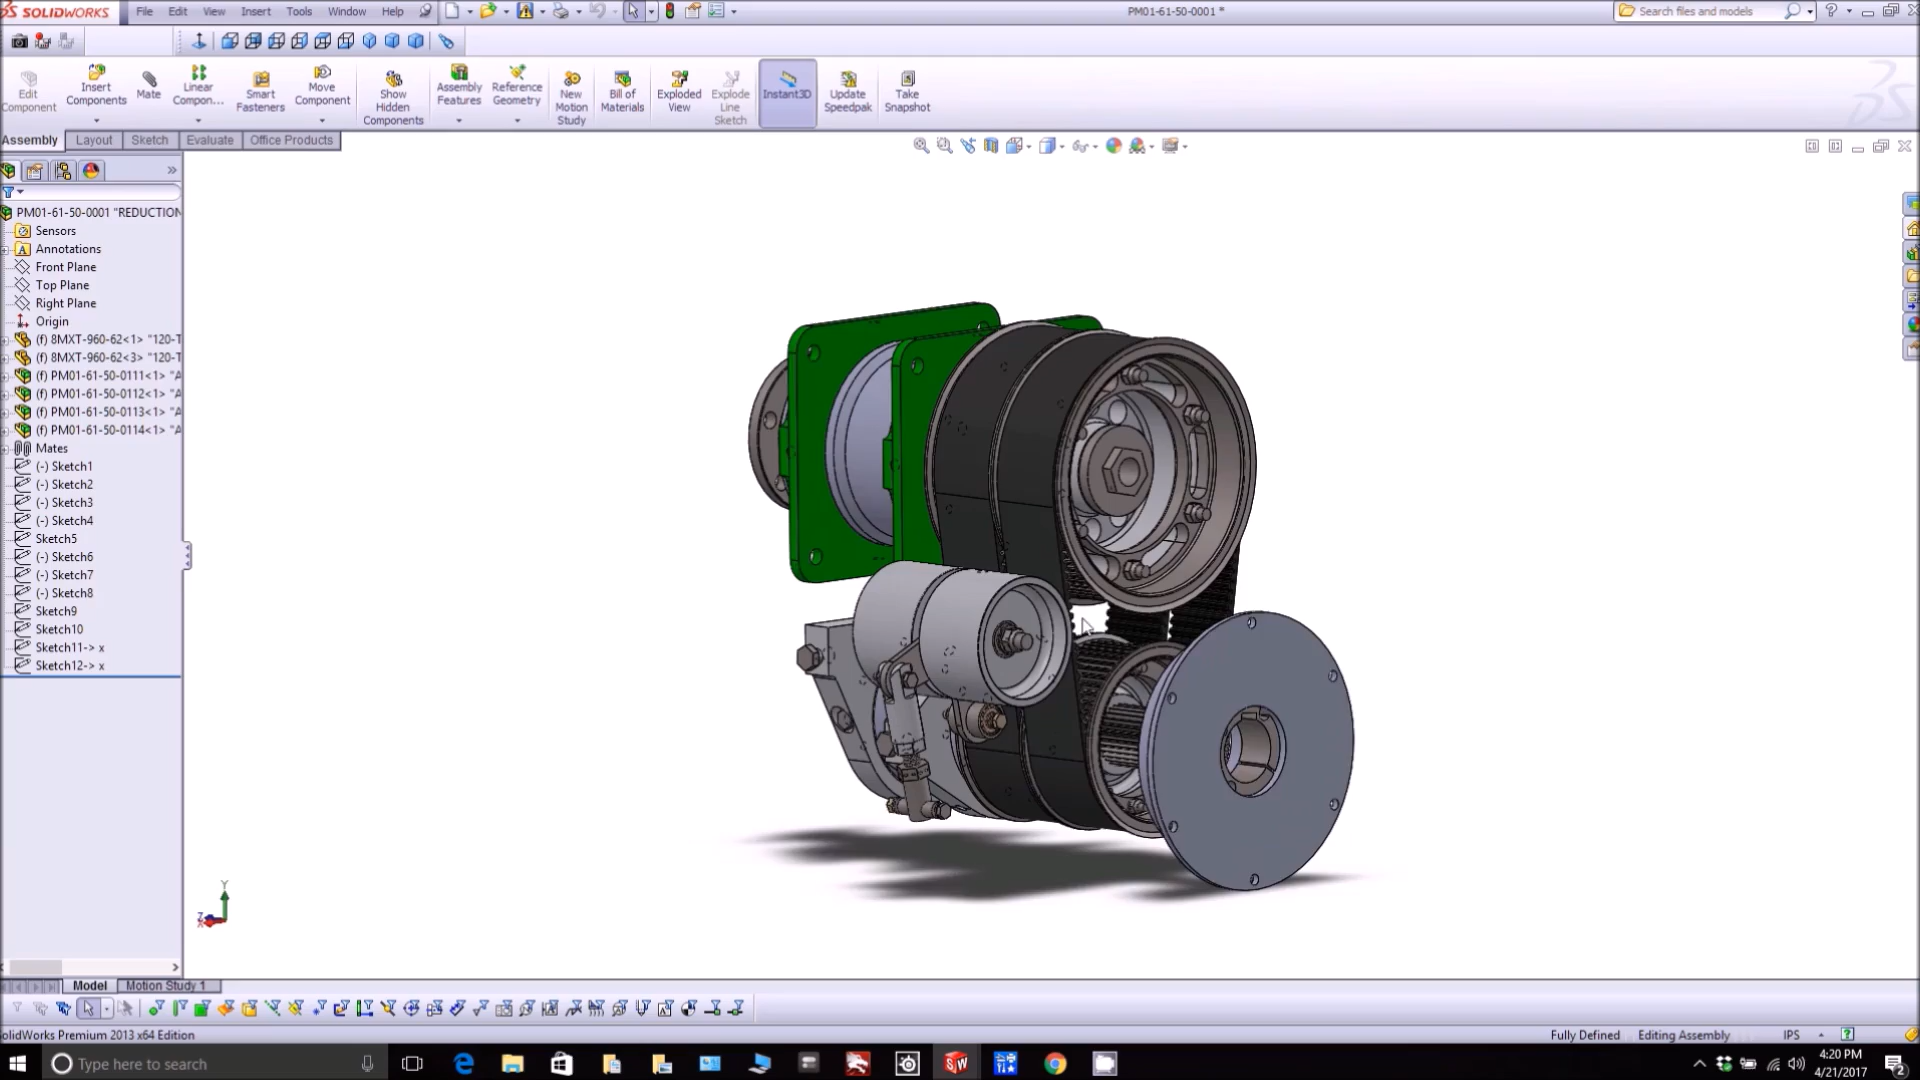 SOLIDWORKS File Edit View Insert Tools Window Help PM01-61-50-0001 * Search files and models
Edit Component
Insert Components
Mate
Linear Compon...
Smart Fasteners
Move Component
Show Hidden Components
Assembly Features
Reference Geometry
New Motion Study
Bill of Materials
Exploded View
Explode Line Sketch
Instant3D
Update Speedpak
Take Snapshot
Assembly Layout Sketch Evaluate Office Products
PM01-61-50-0001 "REDUCTION
Sensors
Annotations
Front Plane
Top Plane
Right Plane
Origin
(f) 8MXT-960-62<1> "120-T
(f) 8MXT-960-62<3> "120-T
(f) PM01-61-50-0111<1> "A
(f) PM01-61-50-0112<1> "A
(f) PM01-61-50-0113<1> "A
(f) PM01-61-50-0114<1> "A
Mates
(-) Sketch1
(-) Sketch2
(-) Sketch3
(-) Sketch4
Sketch5
(-) Sketch6
(-) Sketch7
(-) Sketch8
Sketch9
Sketch10
Sketch11-> x
Sketch12-> x
Y
Z
X
Model Motion Study 1
SolidWorks Premium 2013 x64 Edition Fully Defined Editing Assembly IPS
Type here to search
4:20 PM
4/21/2017
2